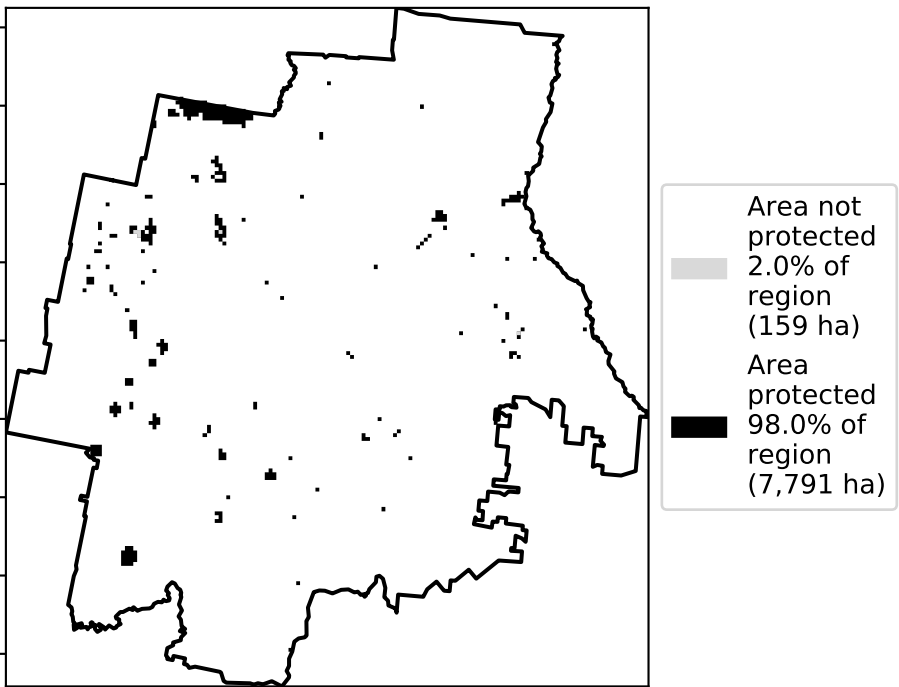 Area not
protected
2.0% of
region
(159 ha)
Area
protected
98.0% of
region
(7,791 ha)